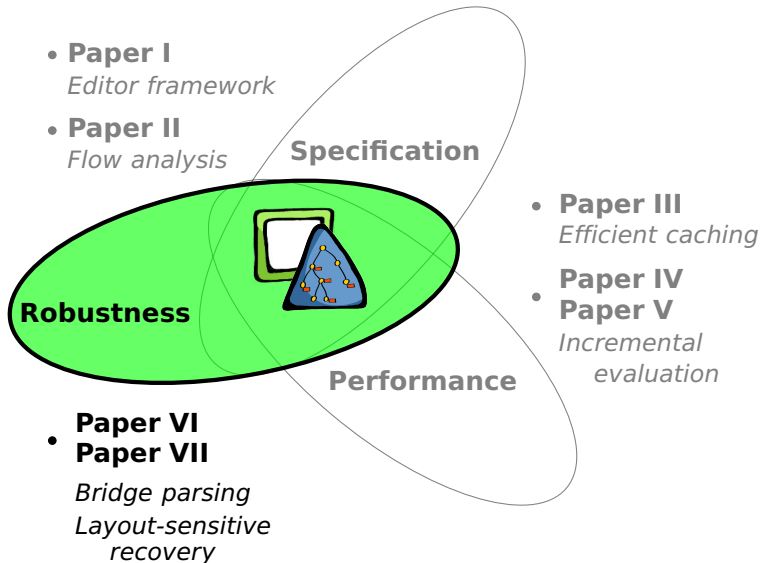 • Paper I
Editor framework
• Paper II
Flow analysis
Specification
• Paper III
Efficient caching
• Paper IV
Paper V
Incremental
evaluation
Robustness
Performance
• Paper VI
Paper VII
Bridge parsing
Layout-sensitive
recovery